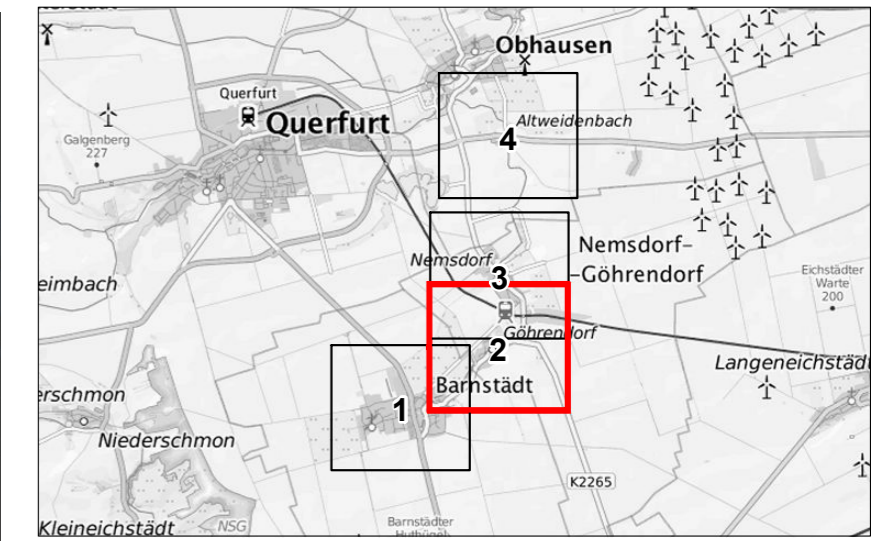 Obhausen
Querfurt
Querfurt
Altweidenbach
4
Galgenberg
227
Nemsdorf
Nemsdorf-
-Göhrendorf
3
eimbach
Eichstädter
Warte
200
Göhrendorf
2
Langeneichstädt
Barnstädt
erschmon
1
Niederschmon
K2265
Kleineichstädt
NSG
Barnstädter
Huthügel